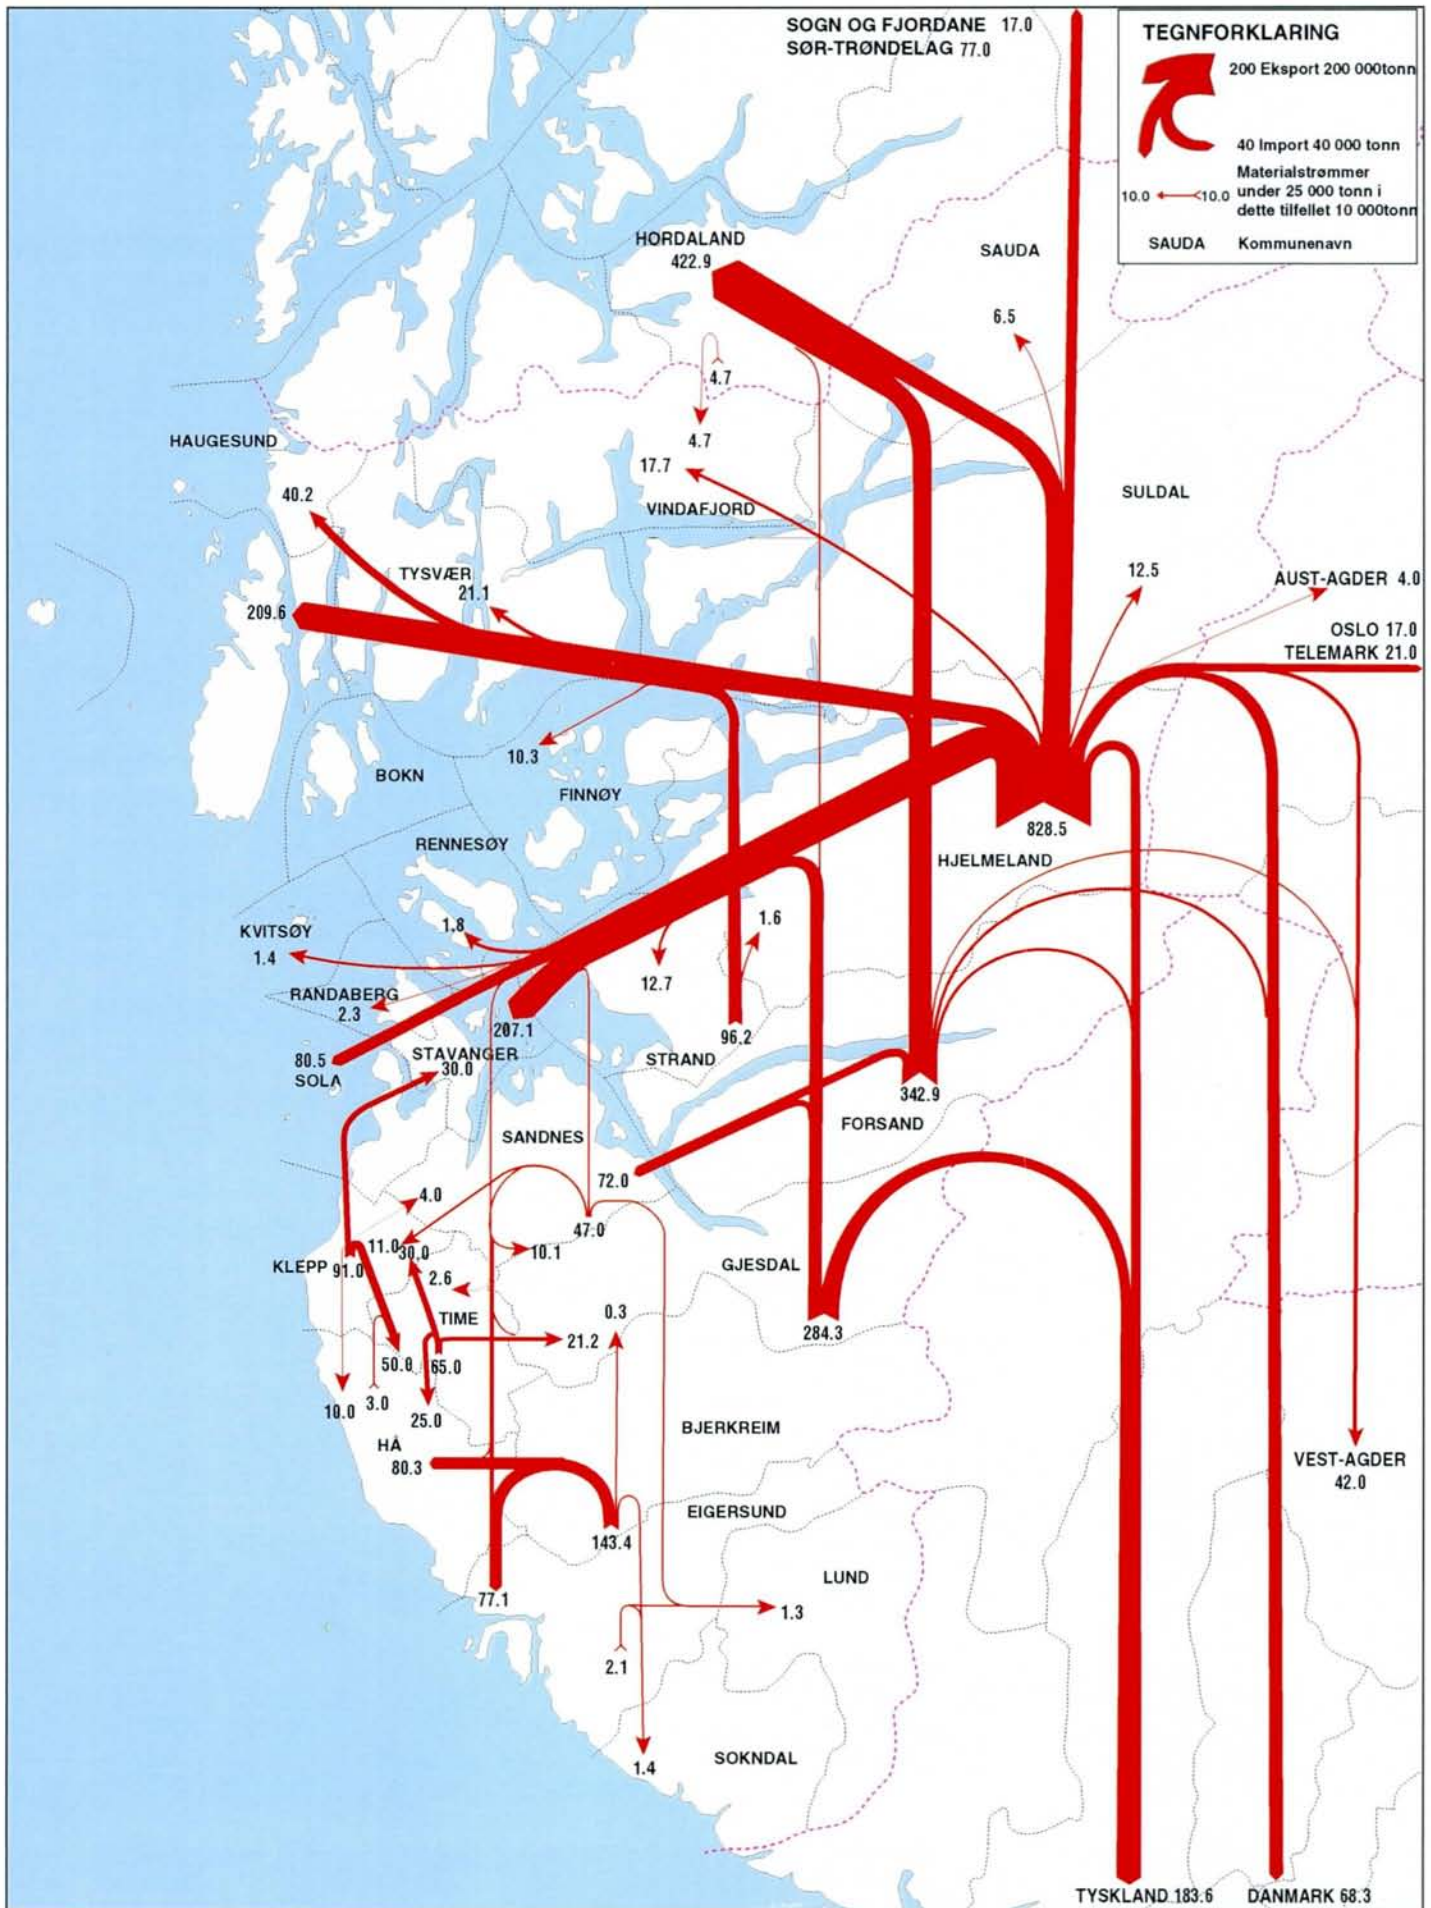 SOGN OG FJORDANE 17.0
SØR-TRØNDELAG 77.0
TEGNFORKLARING
200 Eksport 200 000tonn
40 Import 40 000 tonn
Materialstrømmer
under 25 000 tonn i
dette tilfellet 10 000tonn
10.0 10.0
SAUDA Kommunenavn
HORDALAND
422.9
SAUDA
6.5
4.7
4.7
HAUGESUND
17.7
40.2
VINDAFJORD
SULDAL
TYSVÆR
21.1
12.5
AUST-AGDER 4.0
209.6
OSLO 17.0
TELEMARK 21.0
10.3
BOKN
FINNØY
828.5
RENNESØY
HJELMELAND
KVITSØY
1.4
1.8
1.6
12.7
RANDABERG
2.3
207.1
96.2
STAVANGER
30.0
80.5
SOLA
STRAND
342.9
FORSAND
SANDNES
72.0
4.0
47.0
11.0
30.0
10.1
KLEPP 91.0
2.6
GJESDAL
TIME
0.3
284.3
21.2
50.0
65.0
10.0
3.0
25.0
HÅ
80.3
BJERKREIM
VEST-AGDER
42.0
EIGERSUND
143.4
LUND
77.1
1.3
2.1
SOKNDAL
1.4
TYSKLAND 183.6
DANMARK 68.3